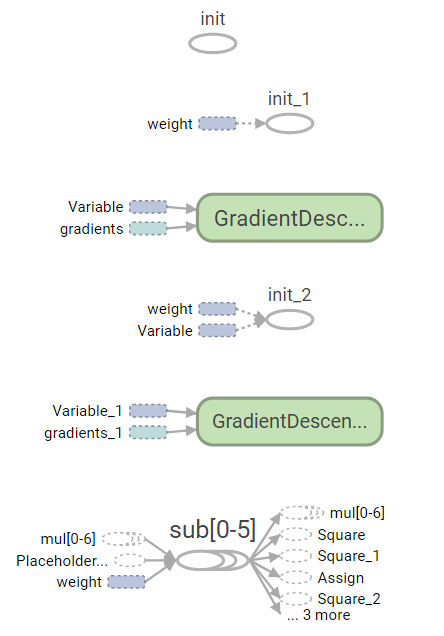 init
init_1
weight
Variable
gradients
GradientDesc...
init_2
weight
Variable
Variable_1
gradients_1
GradientDescen...
sub[0-5]
mul[0-6]
Placeholder...
weight
mul[0-6]
Square
Square_1
Assign
Square_2
... 3 more